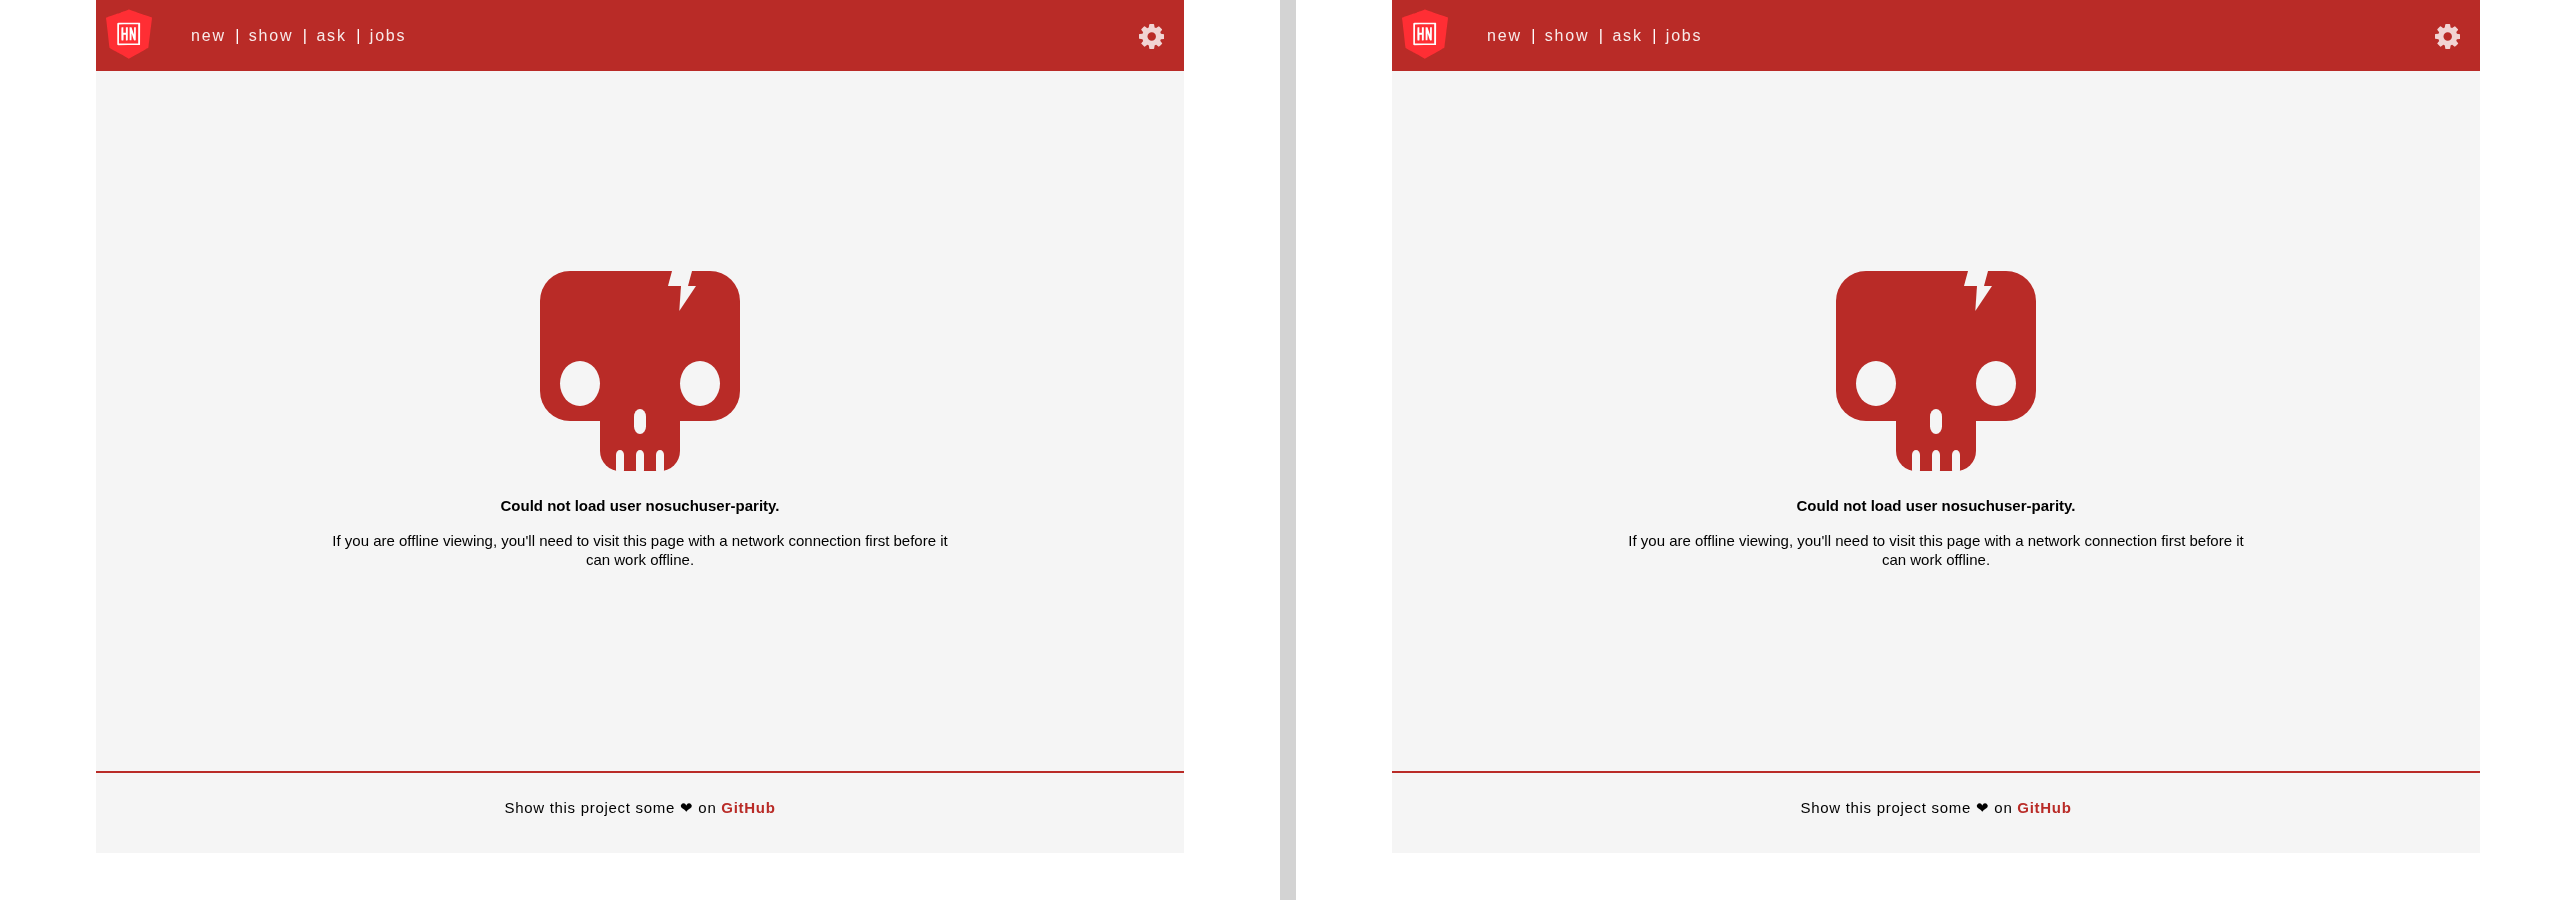 HN new | show | ask | jobs
Could not load user nosuchuser-parity.
If you are offline viewing, you'll need to visit this page with a network connection first before it
can work offline.
Show this project some ❤ on GitHub
HN new | show | ask | jobs
Could not load user nosuchuser-parity.
If you are offline viewing, you'll need to visit this page with a network connection first before it
can work offline.
Show this project some ❤ on GitHub